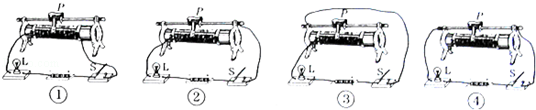 P P P P
L S L S L S L S
① ② ③ ④